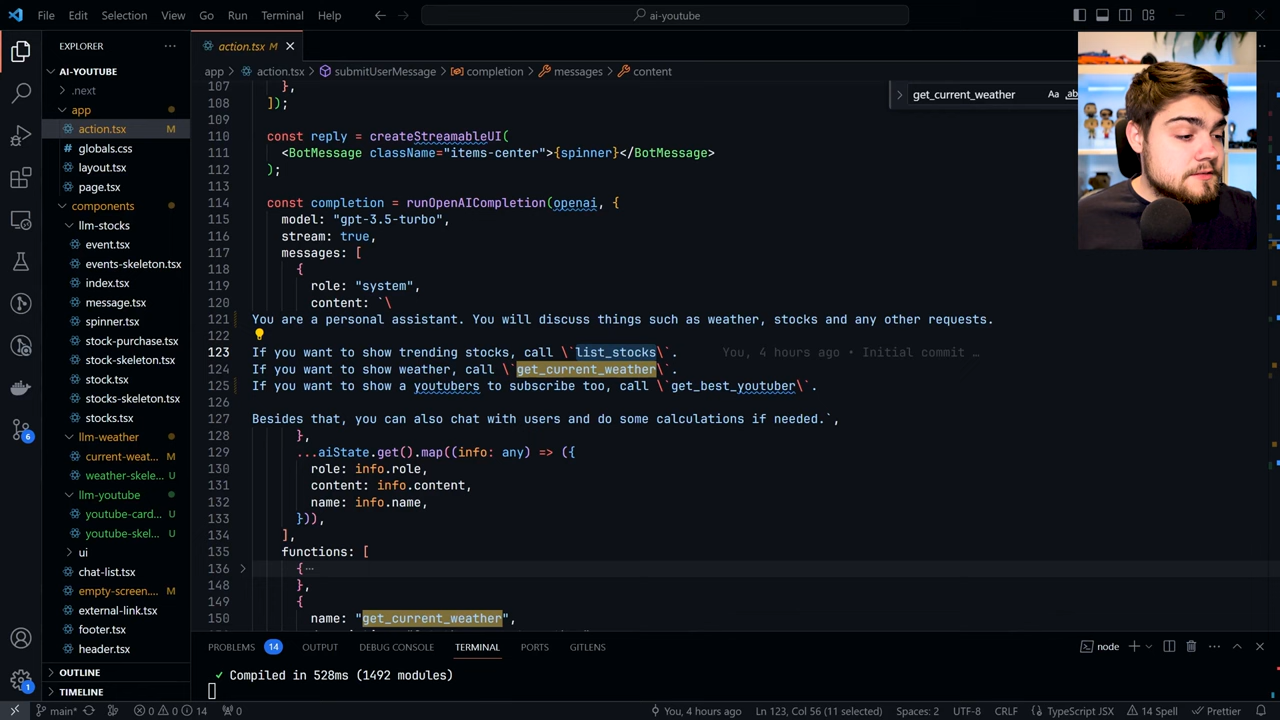 File Edit Selection View Go Run Terminal Help
ai-youtube
EXPLORER
AI-YOUTUBE
.next
app
action.tsx M
globals.css
layout.tsx
page.tsx
components
llm-stocks
event.tsx
events-skeleton.tsx
index.tsx
message.tsx
spinner.tsx
stock-purchase.tsx
stock-skeleton.tsx
stock.tsx
stocks-skeleton.tsx
stocks.tsx
llm-weather
current-weat...
weather-skele... U
llm-youtube
youtube-card... U
youtube-skel... U
ui
chat-list.tsx
empty-screen.... M
external-link.tsx
footer.tsx
header.tsx
OUTLINE
TIMELINE
6
1
action.tsx M
app > action.tsx > submitUserMessage > completion > messages > content
get_current_weather Aa ab
107 },
108 ]);
109
110 const reply = createStreamableUI(
111 <BotMessage className="items-center">{spinner}</BotMessage>
112 );
113
114 const completion = runOpenAICompletion(openai, {
115 model: "gpt-3.5-turbo",
116 stream: true,
117 messages: [
118 {
119 role: "system",
120 content: `\
121 You are a personal assistant. You will discuss things such as weather, stocks and any other requests.
122
123 If you want to show trending stocks, call \`list_stocks\`. You, 4 hours ago • Initial commit …
124 If you want to show weather, call \`get_current_weather\`.
125 If you want to show a youtubers to subscribe too, call \`get_best_youtuber\`.
126
127 Besides that, you can also chat with users and do some calculations if needed.`,
128 },
129 ...aiState.get().map((info: any) => ({
130 role: info.role,
131 content: info.content,
132 name: info.name,
133 })),
134 ],
135 functions: [
136 {⋯
148 },
149 {
150 name: "get_current_weather",
PROBLEMS 14 OUTPUT DEBUG CONSOLE TERMINAL PORTS GITLENS
node
✓ Compiled in 528ms (1492 modules)
main* 0 0 14 0 You, 4 hours ago Ln 123, Col 56 (11 selected) Spaces: 2 UTF-8 CRLF TypeScript JSX 14 Spell Prettier